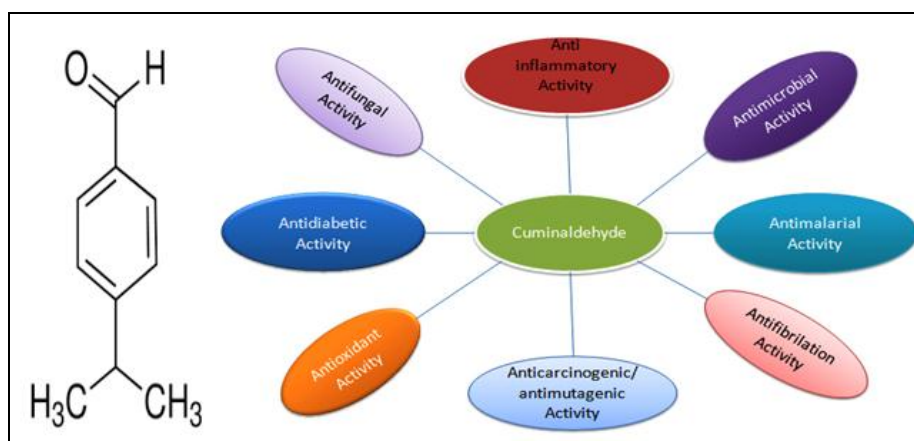 O
H
H₃C
CH₃
Antifungal
Activity
Anti
inflammatory
Activity
Antimicrobial
Activity
Antidiabetic
Activity
Cuminaldehyde
Antimalarial
Activity
Antioxidant
Activity
Anticarcinogenic/
antimutagenic
Activity
Antifibrilation
Activity